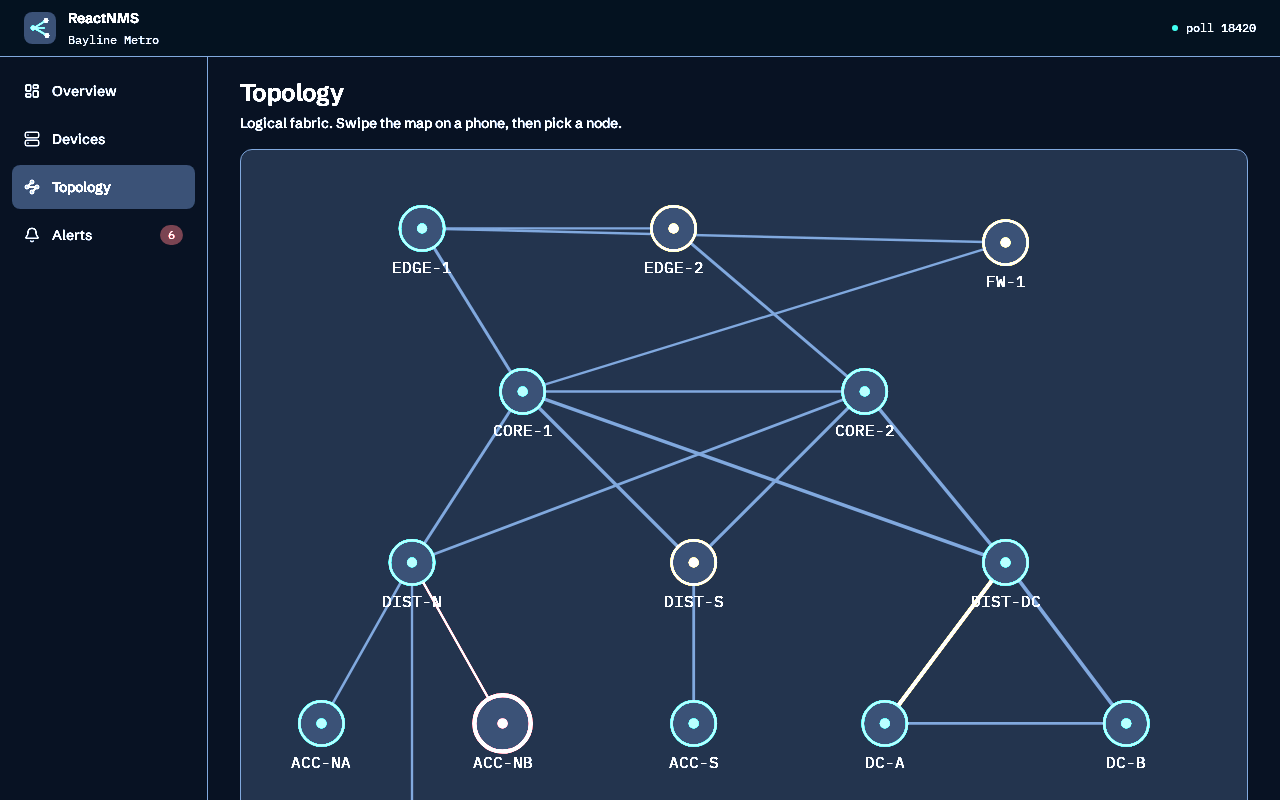 ReactNMS
Bayline Metro
poll 18420
Overview
Devices
Topology
Alerts
6
Topology
Logical fabric. Swipe the map on a phone, then pick a node.
EDGE-1
EDGE-2
FW-1
CORE-1
CORE-2
DIST-N
DIST-S
DIST-DC
ACC-NA
ACC-NB
ACC-S
DC-A
DC-B